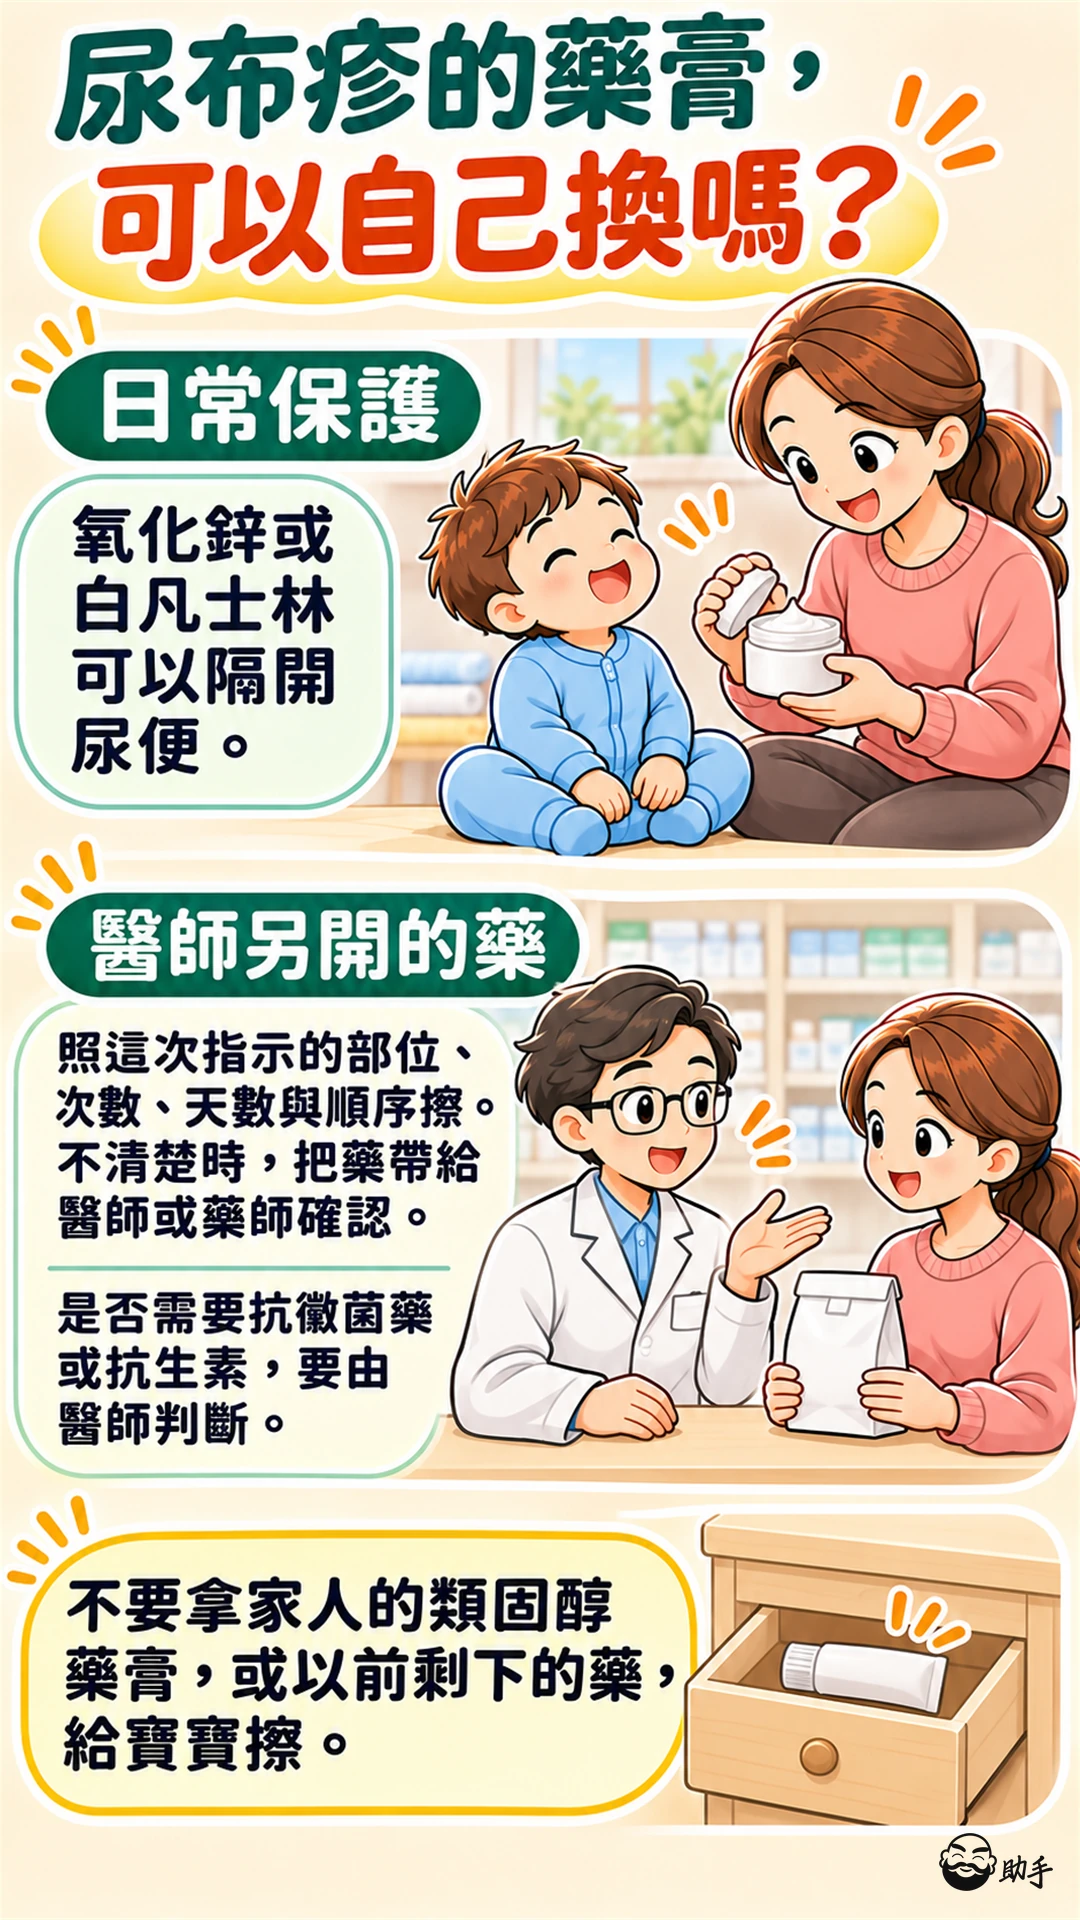 尿布疹的藥膏，
可以自己換嗎？
日常保護
氧化鋅或
白凡士林
可以隔開
尿便。
醫師另開的藥
照這次指示的部位、
次數、天數與順序擦。
不清楚時，把藥帶給
醫師或藥師確認。
是否需要抗黴菌藥
或抗生素，要由
醫師判斷。
不要拿家人的類固醇
藥膏，或以前剩下的藥，
給寶寶擦。
助手